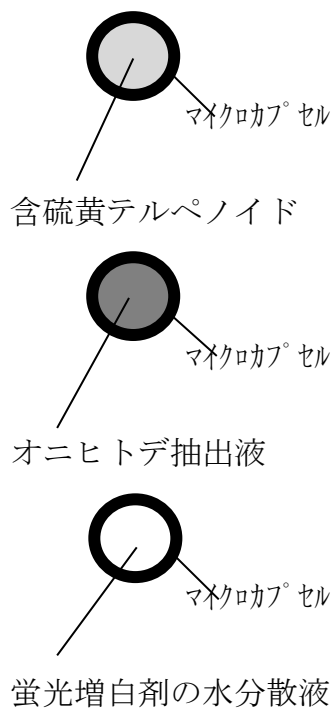 ﾏｲｸﾛｶﾌﾟｾﾙ
含硫黄テルペノイド
ﾏｲｸﾛｶﾌﾟｾﾙ
オニヒトデ抽出液
ﾏｲｸﾛｶﾌﾟｾﾙ
蛍光増白剤の水分散液